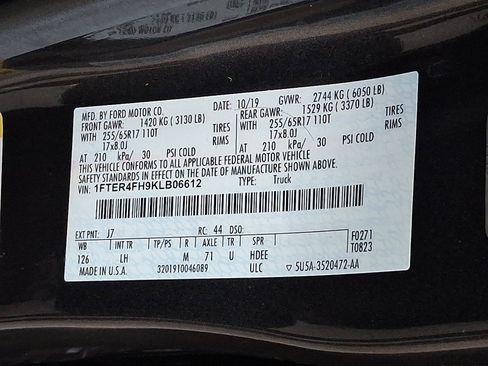 MFD. BY FORD MOTOR CO. 10/19 GVWR: 2744 KG ( 6050 LB)
FRONT GAWR: 1420 KG ( 3130 LB) REAR GAWR: 1529 KG ( 3370 LB)
WITH 255/65R17 110T TIRES WITH 255/65R17 110T TIRES
17x8.0J RIMS 17x8.0J RIMS
AT 210 kPa/ 30 PSI COLD AT 210 kPa/ 30 PSI COLD
THIS VEHICLE CONFORMS TO ALL APPLICABLE FEDERAL MOTOR VEHICLE
SAFETY STANDARDS IN EFFECT ON THE DATE OF MANUFACTURE SHOWN ABOVE.
VIN: 1FTER4FH9KLB06612 TYPE: Truck
EXT PNT: J7 RC: 44 DSO: F0271
WB INT TR TP/PS R AXLE TR SPR T0823
126 LH M 71 U HDEE
MADE IN U.S.A. 3201910046089 ULC 5U5A-3520472-AA